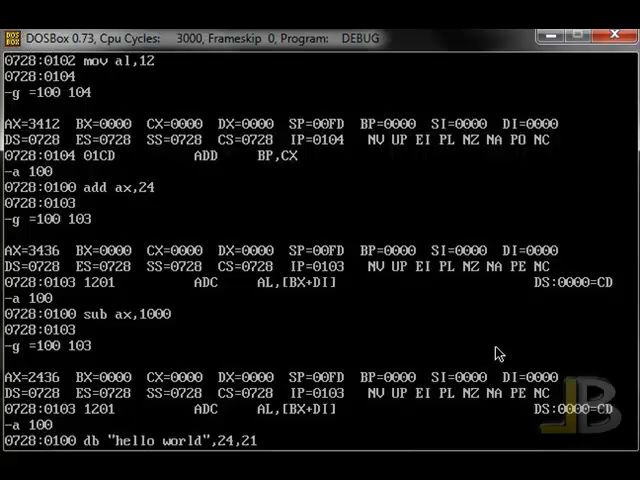 DOS
BOX
DOSBox 0.73, Cpu Cycles: 3000, Frameskip 0, Program: DEBUG
0728:0102 mov al,12
0728:0104
-g =100 104
AX=3412 BX=0000 CX=0000 DX=0000 SP=00FD BP=0000 SI=0000 DI=0000
DS=0728 ES=0728 SS=0728 CS=0728 IP=0104 NV UP EI PL NZ NA PO NC
0728:0104 01CD ADD BP,CX
-a 100
0728:0100 add ax,24
0728:0103
-g =100 103
AX=3436 BX=0000 CX=0000 DX=0000 SP=00FD BP=0000 SI=0000 DI=0000
DS=0728 ES=0728 SS=0728 CS=0728 IP=0103 NV UP EI PL NZ NA PE NC
0728:0103 1201 ADC AL,[BX+DI] DS:0000=CD
-a 100
0728:0100 sub ax,1000
0728:0103
-g =100 103
AX=2436 BX=0000 CX=0000 DX=0000 SP=00FD BP=0000 SI=0000 DI=0000
DS=0728 ES=0728 SS=0728 CS=0728 IP=0103 NV UP EI PL NZ NA PE NC
0728:0103 1201 ADC AL,[BX+DI] DS:0000=CD
-a 100
0728:0100 db "hello world",24,21